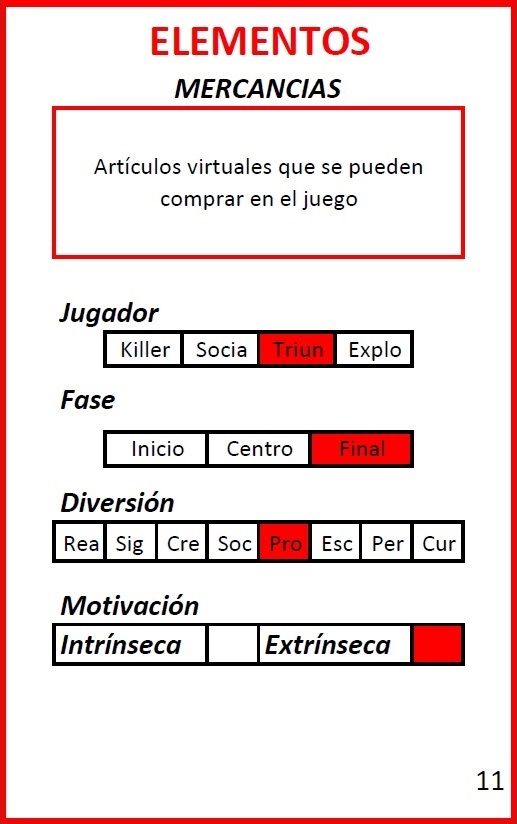 ELEMENTOS
MERCANCIAS
Artículos virtuales que se pueden
comprar en el juego
Jugador
Killer Socia Triun Explo
Fase
Inicio Centro Final
Diversión
Rea Sig Cre Soc Pro Esc Per Cur
Motivación
Intrínseca Extrínseca
11